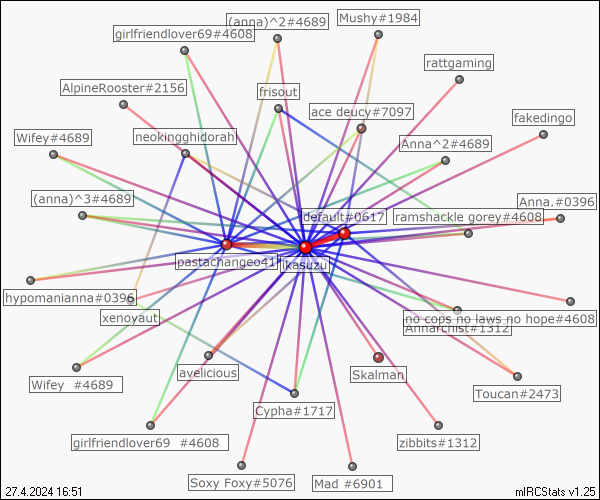 Mushy#1984
(anna)^2#4689
girlfriendlover69#4608
rattgaming
AlpineRooster#2156
frisout
ace deucy#7097
fakedingo
Wifey#4689
neokingghidorah
Anna^2#4689
(anna)^3#4689
Anna.#0396
default#0617
ramshackle gorey#4608
pastachangeo41
ikasuzu
hypomanianna#0396
xenoyaut
no cops no laws no hope#4608
Annarchist#1312
avelicious
Skalman
Wifey  #4689
Toucan#2473
Cypha#1717
girlfriendlover69  #4608
zibbits#1312
Soxy Foxy#5076
Mad #6901
27.4.2024 16:51
mIRCStats v1.25